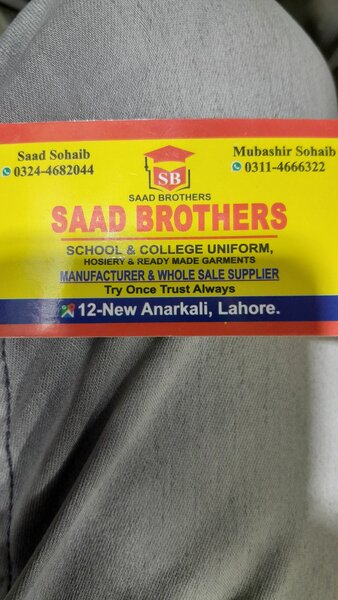 Saad Sohaib
0324-4682044
Mubashir Sohaib
0311-4666322
SB
SAAD BROTHERS
SAAD BROTHERS
SCHOOL & COLLEGE UNIFORM,
HOSIERY & READY MADE GARMENTS
MANUFACTURER & WHOLE SALE SUPPLIER
Try Once Trust Always
12-New Anarkali, Lahore.